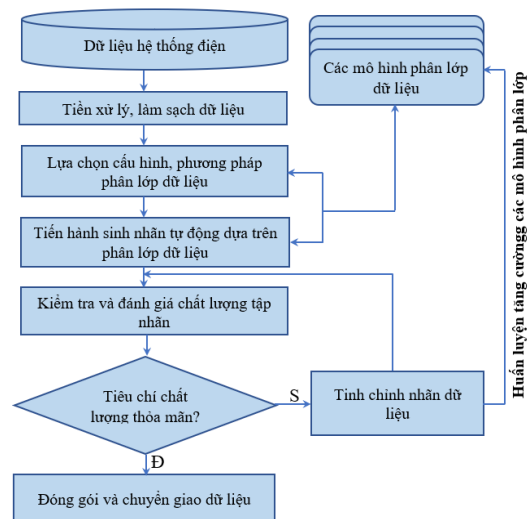 Dữ liệu hệ thống điện
Các mô hình phân lớp
dữ liệu
Tiền xử lý, làm sạch dữ liệu
Lựa chọn cấu hình, phương pháp
phân lớp dữ liệu
Tiến hành sinh nhãn tự động dựa trên
phân lớp dữ liệu
Kiểm tra và đánh giá chất lượng tập
nhãn
Tiêu chí chất
lượng thỏa mãn?
S
Tinh chỉnh nhãn dữ
liệu
Đ
Đóng gói và chuyển giao dữ liệu
Huấn luyện tăng cườngg các mô hình phân lớp